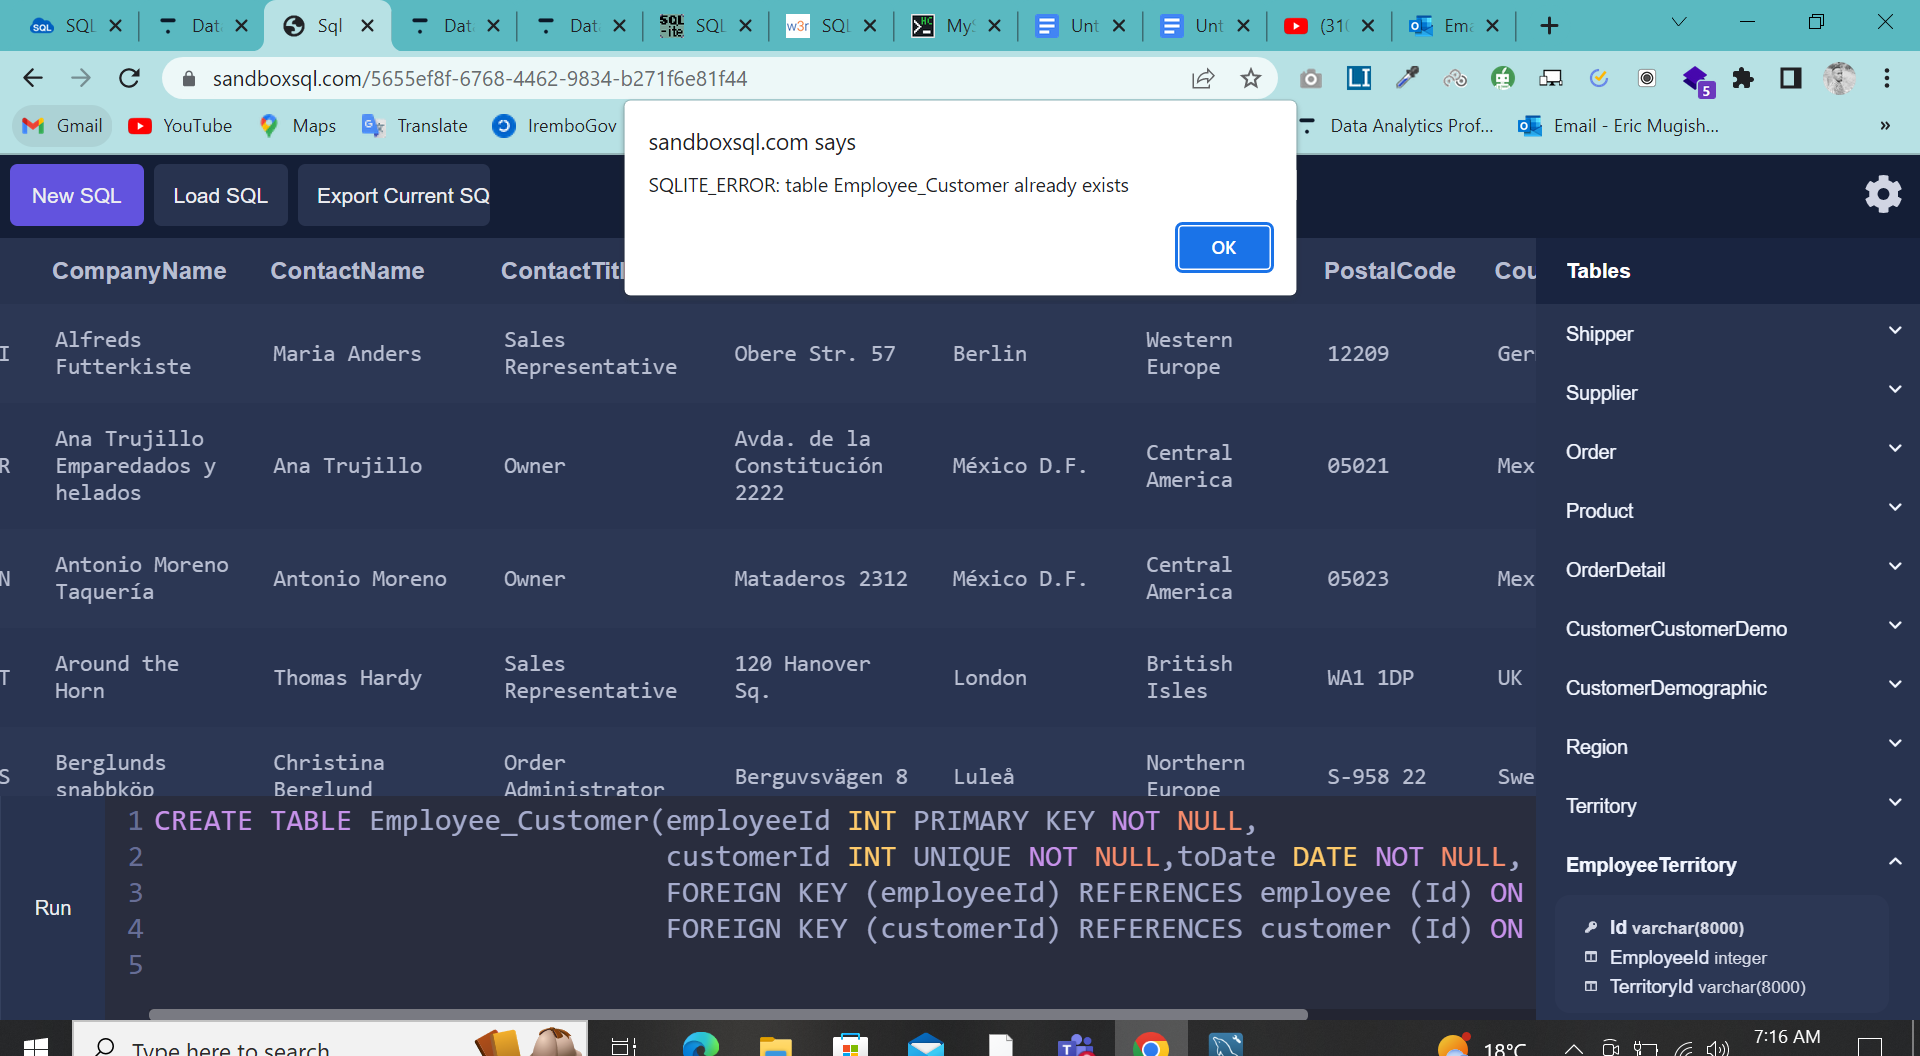 SQL
Data
Sql
Data
Data
SQL
SQL
MyS
Unt
Unt
(310
Ema
sandboxsql.com/5655ef8f-6768-4462-9834-b271f6e81f44
5
Gmail
YouTube
Maps
Translate
IremboGov
Data Analytics Prof...
Email - Eric Mugish...
»
sandboxsql.com says
SQLITE_ERROR: table Employee_Customer already exists
OK
New SQL
Load SQL
Export Current SQ
CompanyName
ContactName
ContactTitl
PostalCode
Cou
I
Alfreds
Futterkiste
Maria Anders
Sales
Representative
Obere Str. 57
Berlin
Western
Europe
12209
Ger
R
Ana Trujillo
Emparedados y
helados
Ana Trujillo
Owner
Avda. de la
Constitución
2222
México D.F.
Central
America
05021
Mex
N
Antonio Moreno
Taquería
Antonio Moreno
Owner
Mataderos 2312
México D.F.
Central
America
05023
Mex
T
Around the
Horn
Thomas Hardy
Sales
Representative
120 Hanover
Sq.
London
British
Isles
WA1 1DP
UK
S
Berglunds
snabbköp
Christina
Berglund
Order
Administrator
Berguvsvägen 8
Luleå
Northern
Europe
S-958 22
Swe
Tables
Shipper
Supplier
Order
Product
OrderDetail
CustomerCustomerDemo
CustomerDemographic
Region
Territory
EmployeeTerritory
Id varchar(8000)
EmployeeId integer
TerritoryId varchar(8000)
Run
1 CREATE TABLE Employee_Customer(employeeId INT PRIMARY KEY NOT NULL,
2 customerId INT UNIQUE NOT NULL,toDate DATE NOT NULL,
3 FOREIGN KEY (employeeId) REFERENCES employee (Id) ON
4 FOREIGN KEY (customerId) REFERENCES customer (Id) ON
5
Type here to search
18°C
7:16 AM